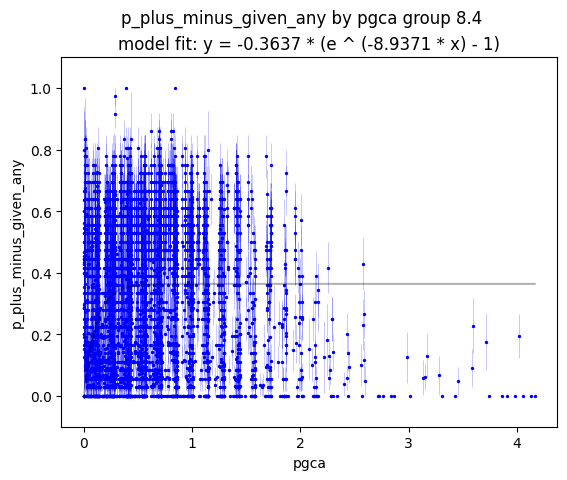 p_plus_minus_given_any by pgca group 8.4
model fit: y = -0.3637 * (e ^ (-8.9371 * x) - 1)
1.0
0.8
0.6
0.4
0.2
0.0
p_plus_minus_given_any
0
1
2
3
4
pgca